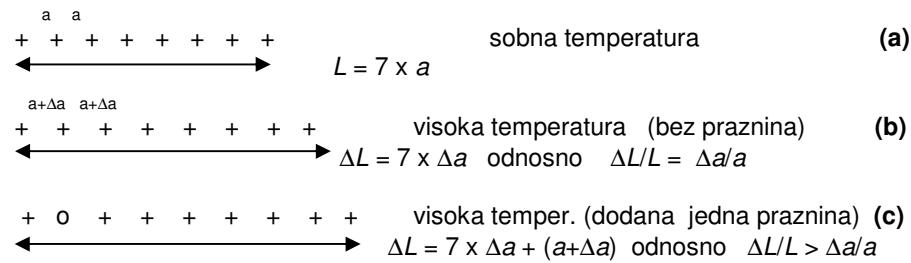 a a
+ + + + + + + + sobna temperatura (a)
L = 7 x a
a+Δa a+Δa
+ + + + + + + + visoka temperatura (bez praznina) (b)
ΔL = 7 x Δa odnosno ΔL/L = Δa/a
+ o + + + + + + + visoka temper. (dodana jedna praznina) (c)
ΔL = 7 x Δa + (a+Δa) odnosno ΔL/L > Δa/a